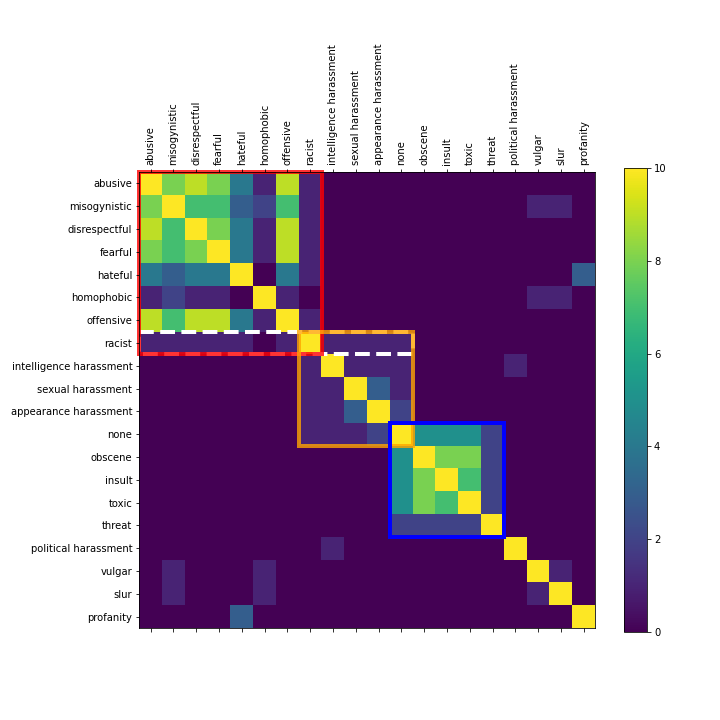 abusive
misogynistic
disrespectful
fearful
hateful
homophobic
offensive
racist
intelligence harassment
sexual harassment
appearance harassment
none
obscene
insult
toxic
threat
political harassment
vulgar
slur
profanity
abusive
misogynistic
disrespectful
fearful
hateful
homophobic
offensive
racist
intelligence harassment
sexual harassment
appearance harassment
none
obscene
insult
toxic
threat
political harassment
vulgar
slur
profanity
10
8
6
4
2
0